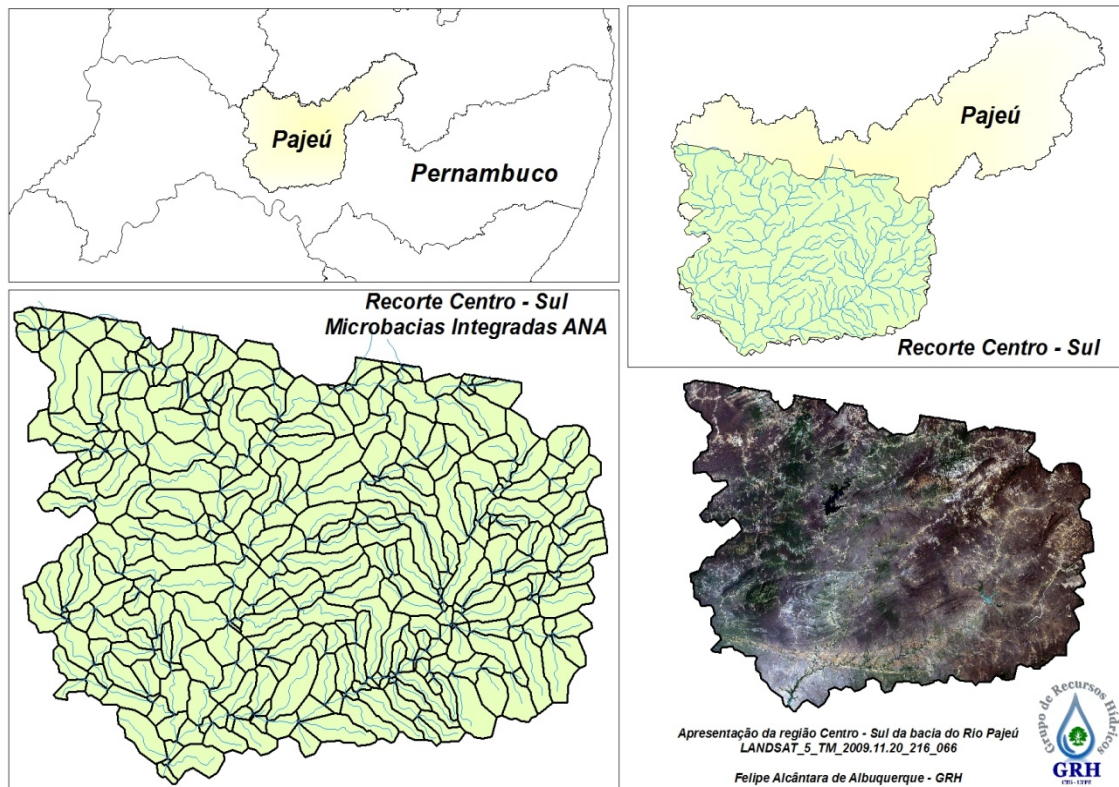 Pajeú
Pernambuco
Pajeú
Recorte Centro - Sul
Recorte Centro - Sul
Microbacias Integradas ANA
Apresentação da região Centro - Sul da bacia do Rio Pajeú
LANDSAT_5_TM_2009.11.20_216_066
Felipe Alcântara de Albuquerque - GRH
Grupo de Recursos Hídricos
GRH